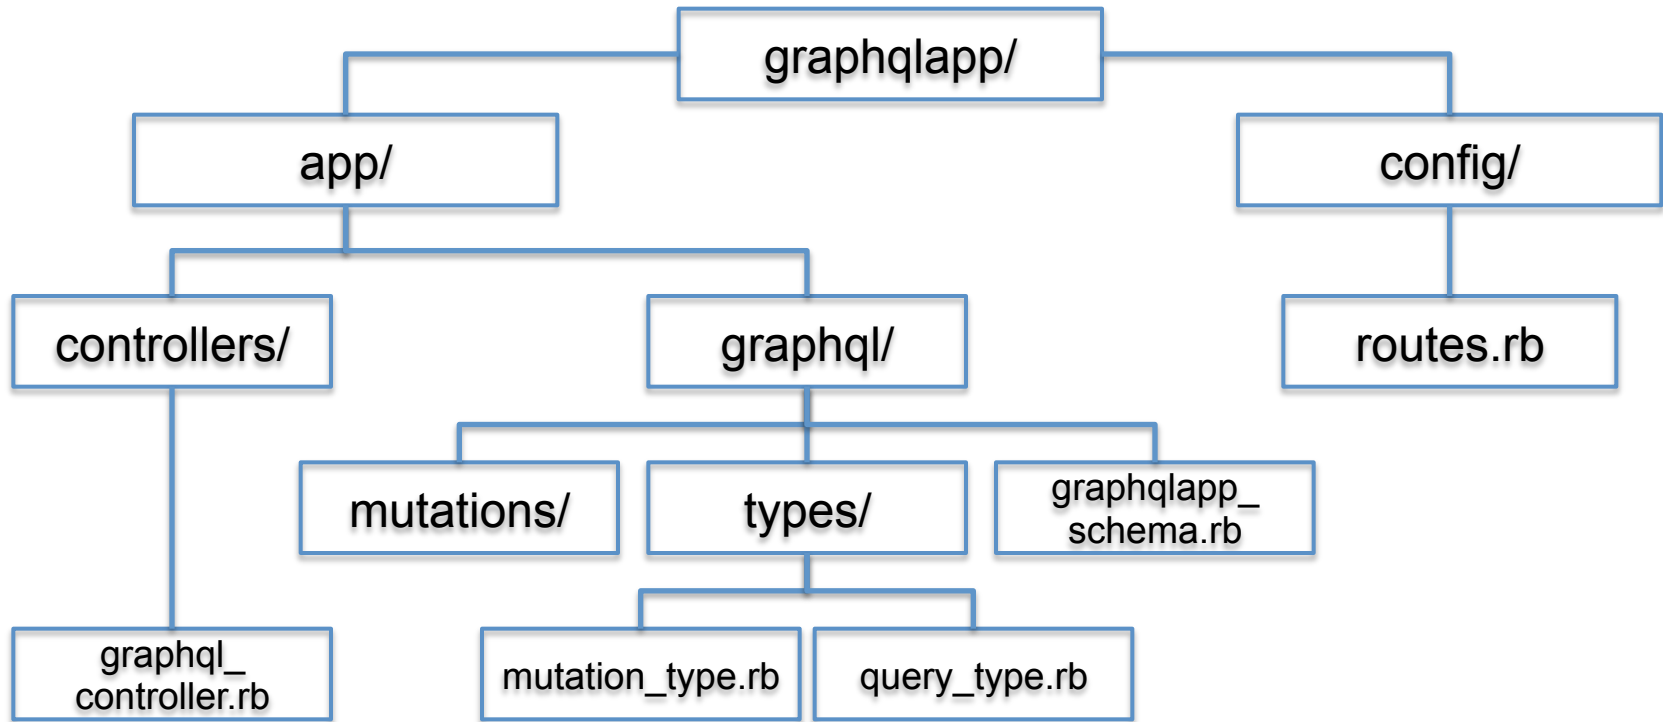 graphqlapp/
app/
config/
controllers/
graphql/
routes.rb
mutations/
types/
graphqlapp_
schema.rb
graphql_
controller.rb
mutation_type.rb
query_type.rb